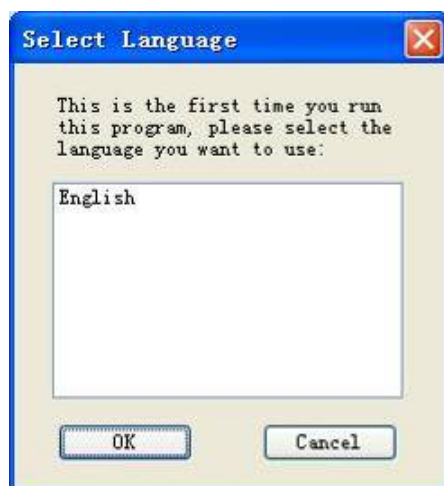 Select Language
This is the first time you run
this program, please select the
language you want to use:
English
OK
Cancel